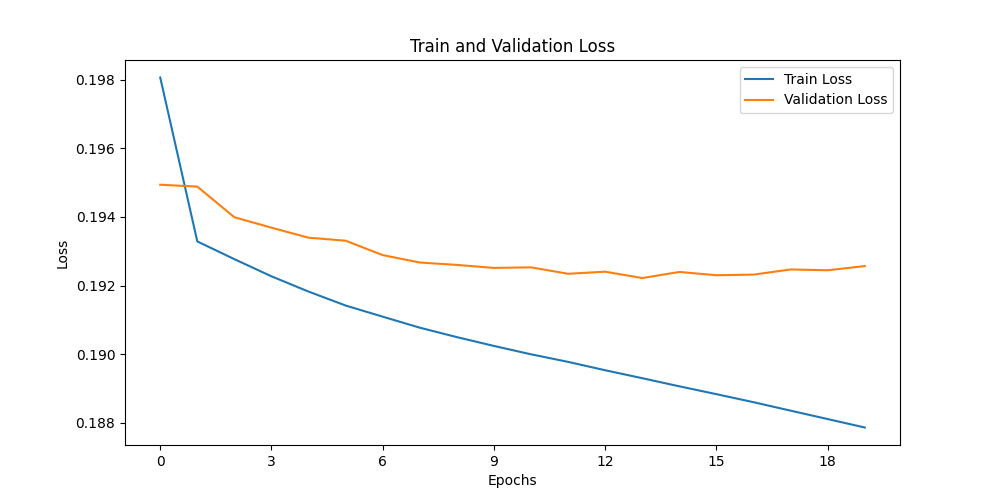 Train and Validation Loss
Train Loss
Validation Loss
Loss
0.198
0.196
0.194
0.192
0.190
0.188
0 3 6 9 12 15 18
Epochs